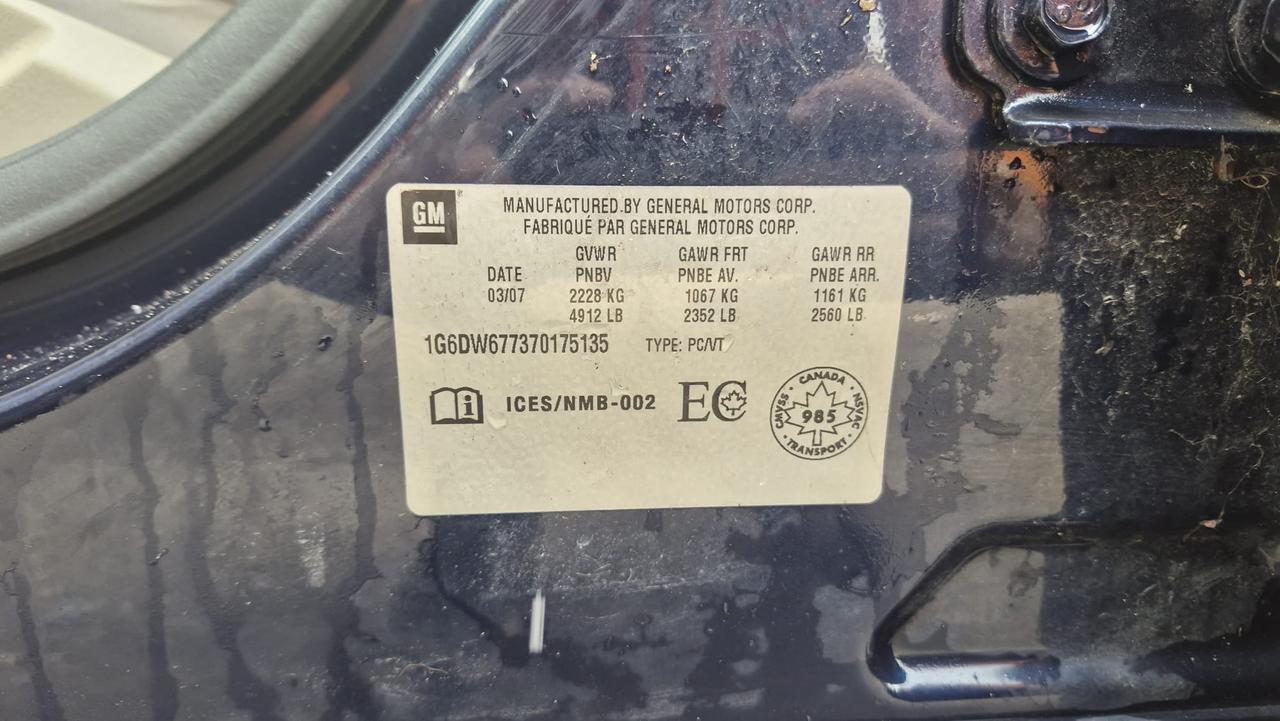 GM
MANUFACTURED BY GENERAL MOTORS CORP.
FABRIQUÉ PAR GENERAL MOTORS CORP.
GVWR GAWR FRT GAWR RR
DATE PNBV PNBE AV. PNBE ARR.
03/07 2228 KG 1067 KG 1161 KG
4912 LB 2352 LB 2560 LB
1G6DW677370175135 TYPE: PC/VT
i ICES/NMB-002 EC
CANADA
CMVSS 985 NSVAC
TRANSPORT